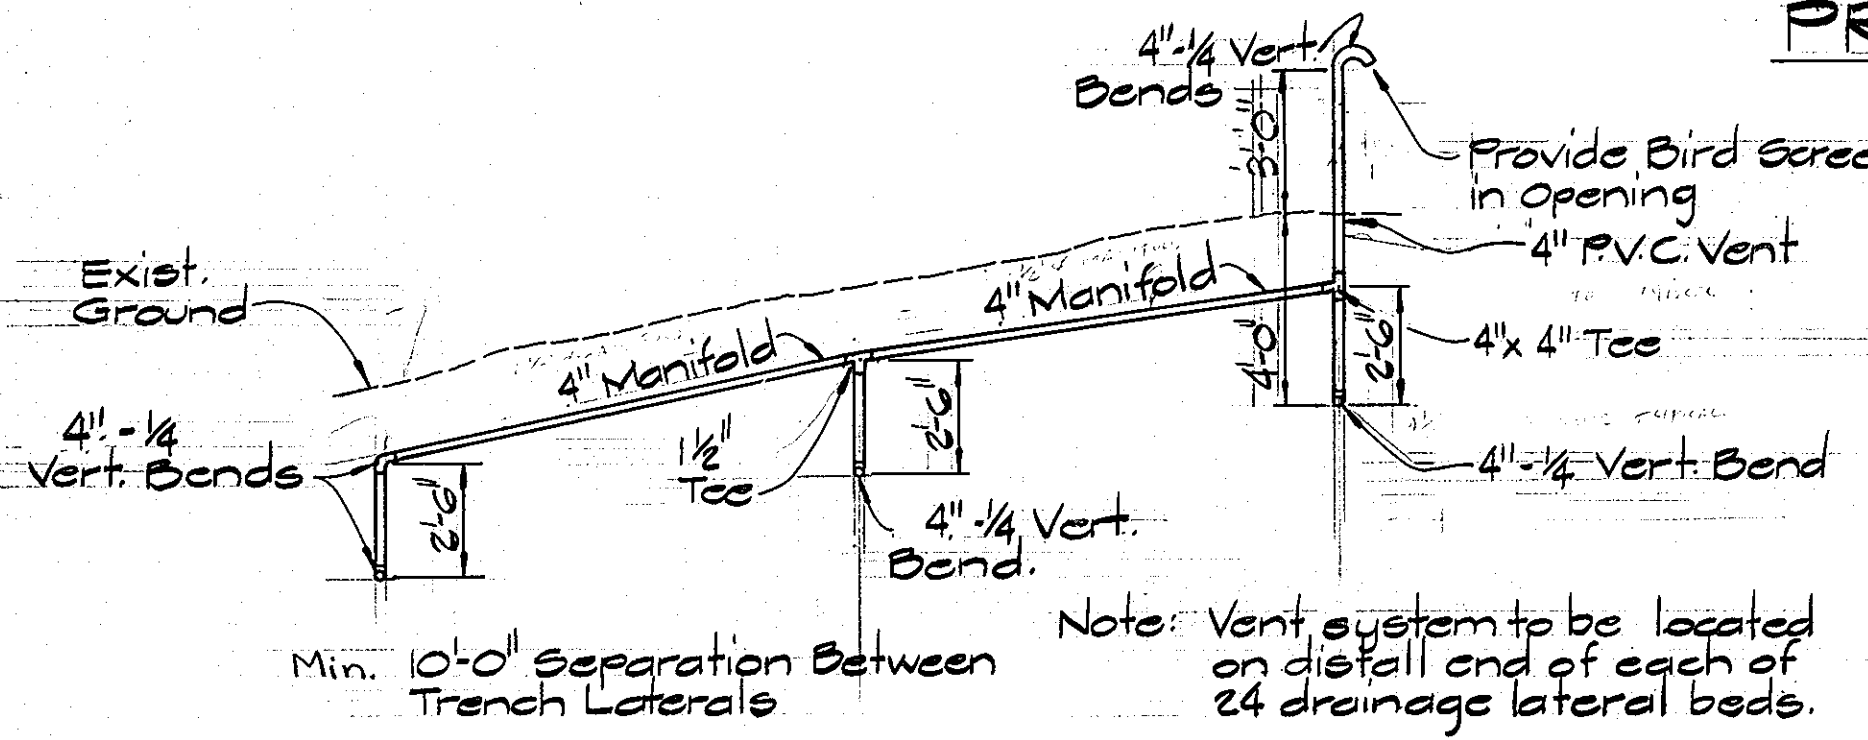 PR
4"-1/4 Vert.
Bends
3'-0"
Provide Bird Scree
in Opening
4" P.V.C. Vent
Exist.
Ground
4" Manifold
4" Manifold
4'-0"
2'-6"
4"x 4" Tee
4"-1/4
Vert. Bends
2'-6"
1 1/2"
Tee
2'-6"
4"-1/4 Vert.
Bend.
4"-1/4 Vert. Bend
Min. 10'-0" Separation Between
Trench Laterals
Note: Vent system to be located
on distall end of each of
24 drainage lateral beds.